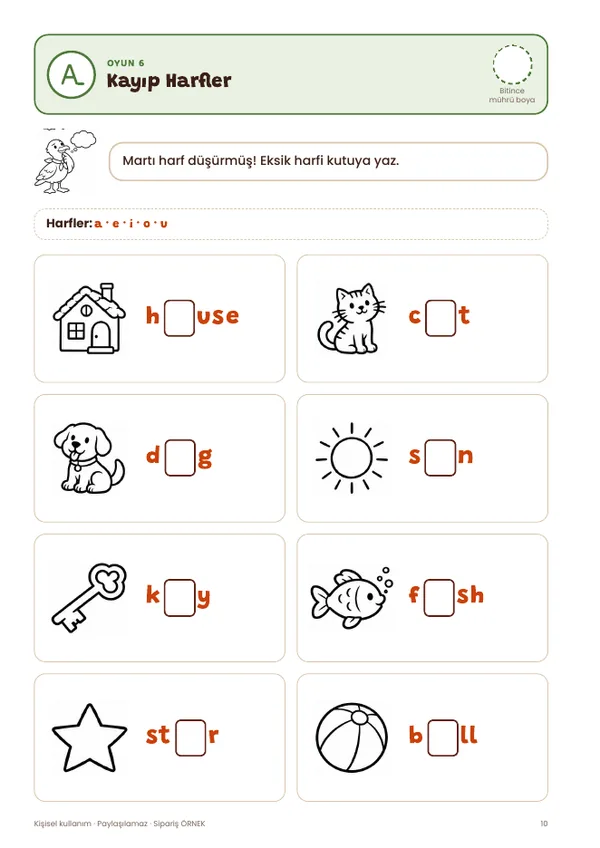 A
OYUN 6
Kayıp Harfler
Bitince
mührü boya
Martı harf düşürmüş! Eksik harfi kutuya yaz.
Harfler: a · e · i · o · u
h use
c t
d g
s n
k y
f sh
st r
b ll
Kişisel kullanım · Paylaşılamaz · Sipariş ÖRNEK
10